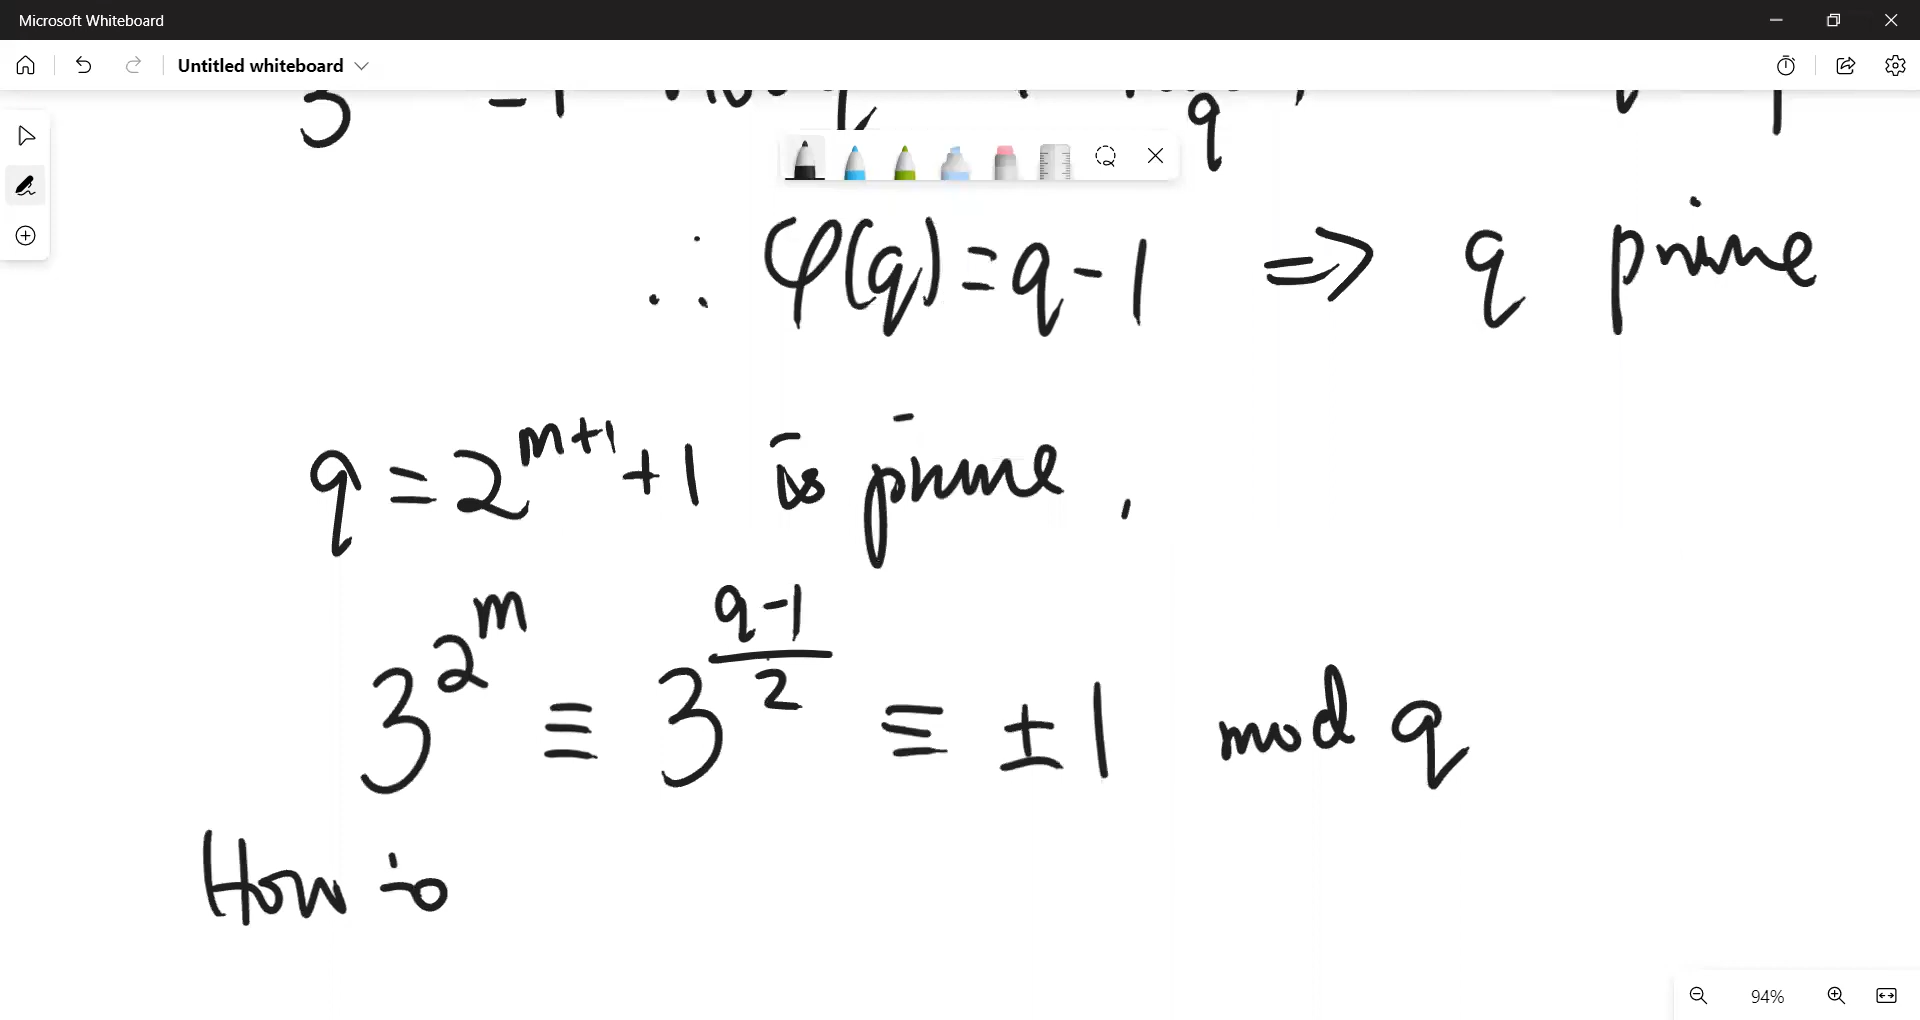 Microsoft Whiteboard
Untitled whiteboard
∴ φ(q) = q - 1 ⇒ q prime
q = 2^{m+1} + 1 is prime,
3^{2^m} ≡ 3^{\frac{q-1}{2}} ≡ ±1 mod q
How to
94%